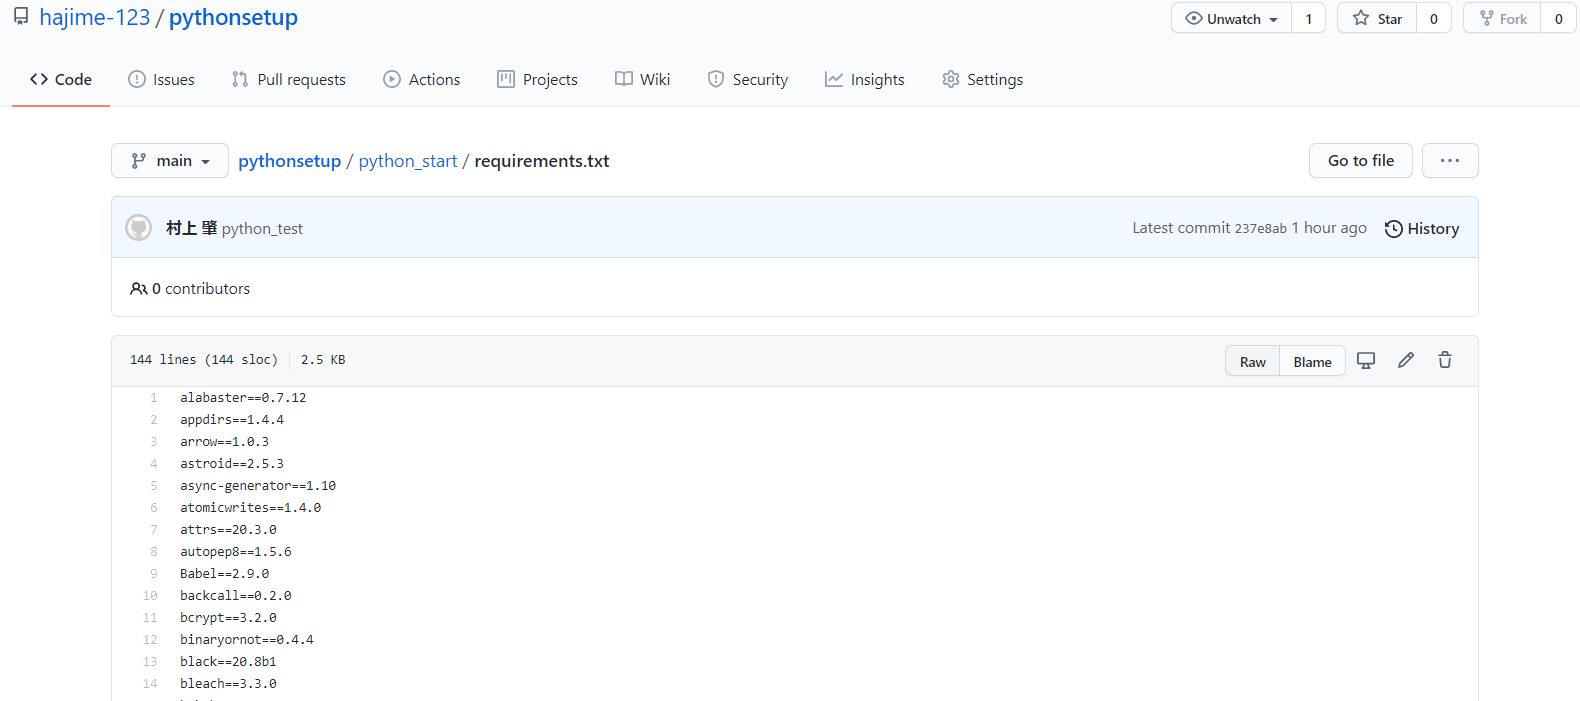 hajime-123 / pythonsetup
Unwatch 1 Star 0 Fork 0
Code Issues Pull requests Actions Projects Wiki Security Insights Settings
main pythonsetup / python_start / requirements.txt Go to file ...
村上 肇 python_test Latest commit 237e8ab 1 hour ago History
0 contributors
144 lines (144 sloc) 2.5 KB Raw Blame
1 alabaster==0.7.12
2 appdirs==1.4.4
3 arrow==1.0.3
4 astroid==2.5.3
5 async-generator==1.10
6 atomicwrites==1.4.0
7 attrs==20.3.0
8 autopep8==1.5.6
9 Babel==2.9.0
10 backcall==0.2.0
11 bcrypt==3.2.0
12 binaryornot==0.4.4
13 black==20.8b1
14 bleach==3.3.0